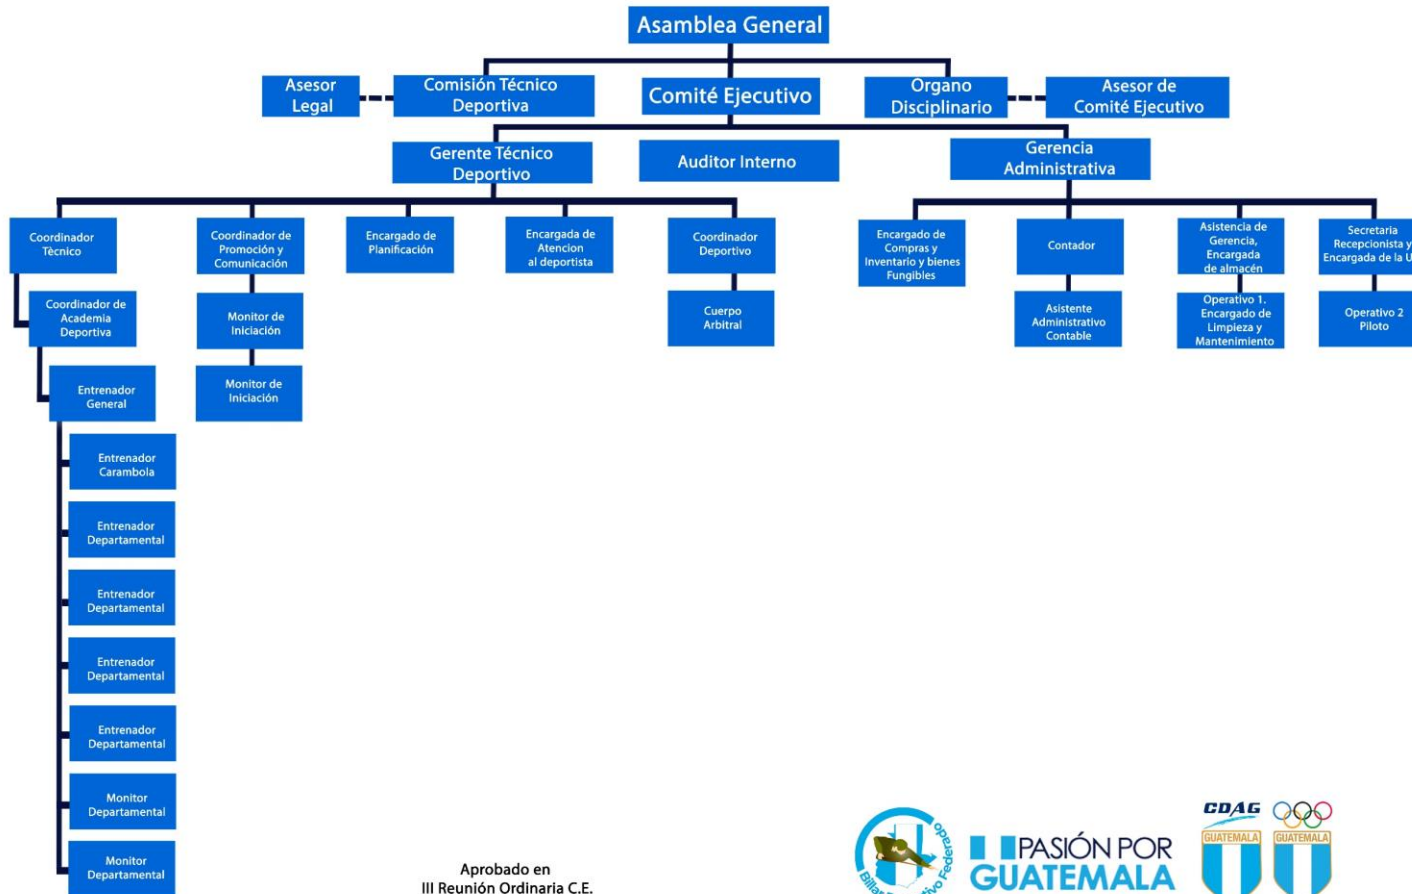 Asamblea General
Asesor
Legal
Comisión Técnico
Deportiva
Comité Ejecutivo
Organo
Disciplinario
Asesor de
Comité Ejecutivo
Gerente Técnico
Deportivo
Auditor Interno
Gerencia
Administrativa
Coordinador
Técnico
Coordinador de
Promoción y
Comunicación
Encargado de
Planificación
Encargada de
Atencion
al deportista
Coordinador
Deportivo
Encargado de
Compras y
Inventario y bienes
Fungibles
Contador
Asistencia de
Gerencia,
Encargada
de almacén
Secretaria
Recepcionista y
Encargada de la
Coordinador de
Academia
Deportiva
Monitor de
Iniciación
Cuerpo
Arbitral
Asistente
Administrativo
Contable
Operativo 1.
Encargado de
Limpieza y
Mantenimiento
Operativo 2
Piloto
Entrenador
General
Monitor de
Iniciación
Entrenador
Carambola
Entrenador
Departamental
Entrenador
Departamental
Entrenador
Departamental
Entrenador
Departamental
Monitor
Departamental
Monitor
Departamental
Aprobado en
III Reunión Ordinaria C.E.
PASIÓN POR
GUATEMALA
CDAG
GUATEMALA
GUATEMALA